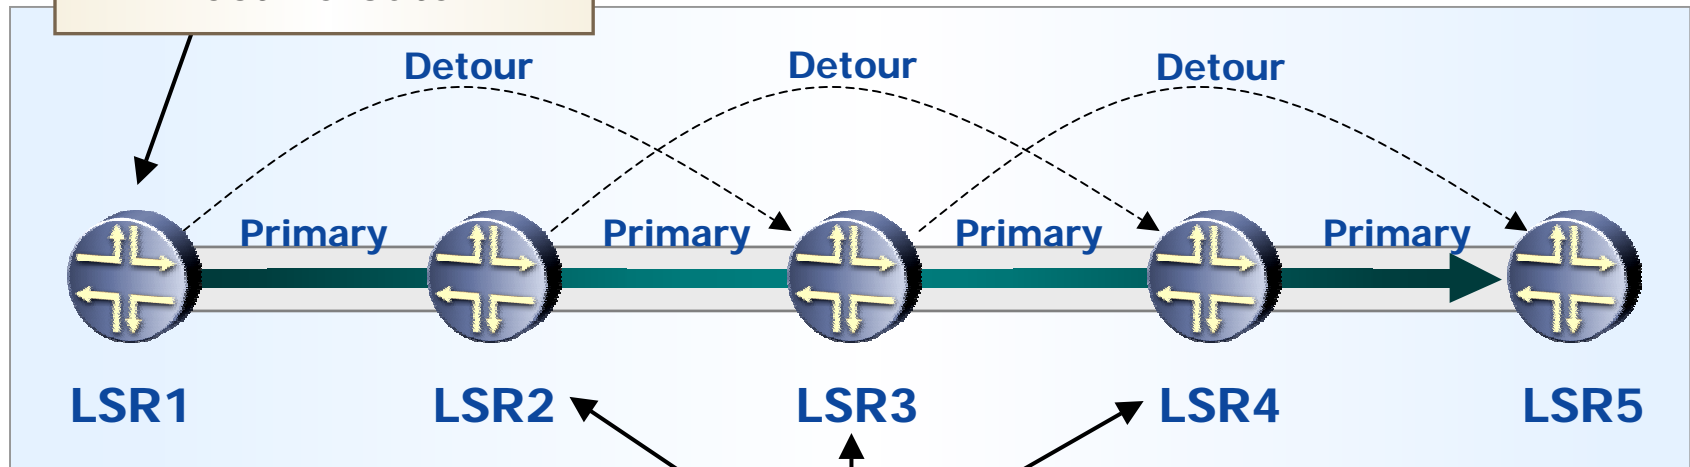 Detour
Detour
Detour
Primary
Primary
Primary
Primary
LSR1
LSR2
LSR3
LSR4
LSR5